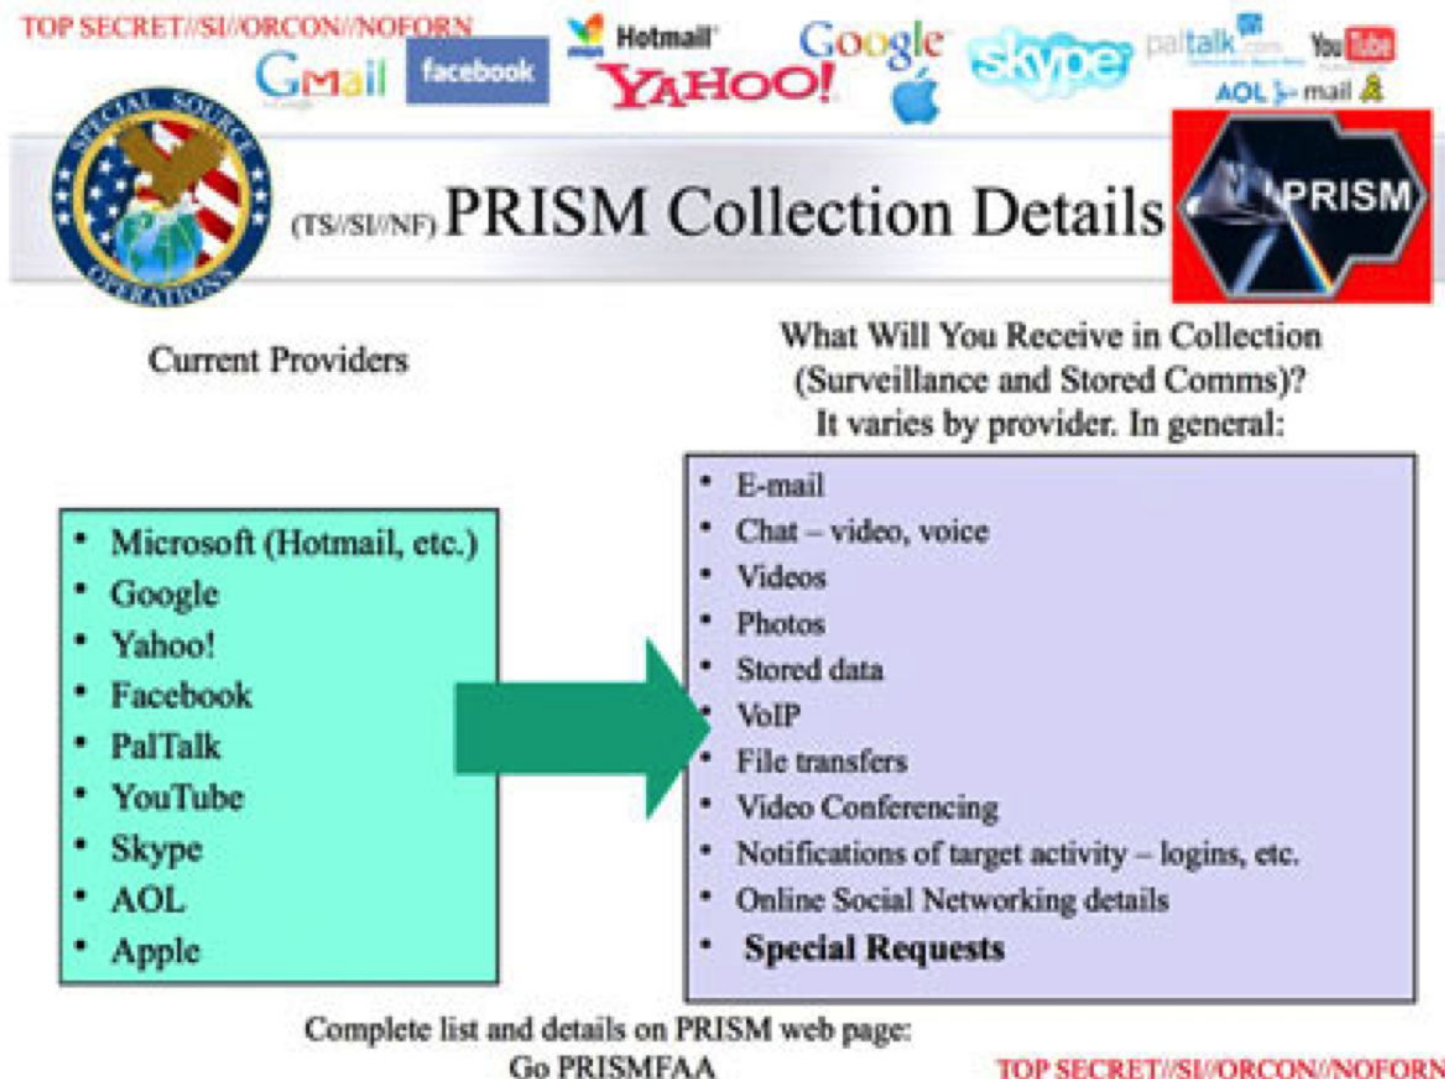 TOP SECRET//SI//ORCON//NOFORN
Gmail
facebook
Hotmail
YAHOO!
Google
skype
paltalk.com
YouTube
AOL mail
SPECIAL SOURCE
OPERATIONS
(TS//SI//NF) PRISM Collection Details
PRISM
Current Providers
What Will You Receive in Collection
(Surveillance and Stored Comms)?
It varies by provider. In general:
• Microsoft (Hotmail, etc.)
• Google
• Yahoo!
• Facebook
• PalTalk
• YouTube
• Skype
• AOL
• Apple
• E-mail
• Chat – video, voice
• Videos
• Photos
• Stored data
• VoIP
• File transfers
• Video Conferencing
• Notifications of target activity – logins, etc.
• Online Social Networking details
• Special Requests
Complete list and details on PRISM web page:
Go PRISMFAA
TOP SECRET//SI//ORCON//NOFORN